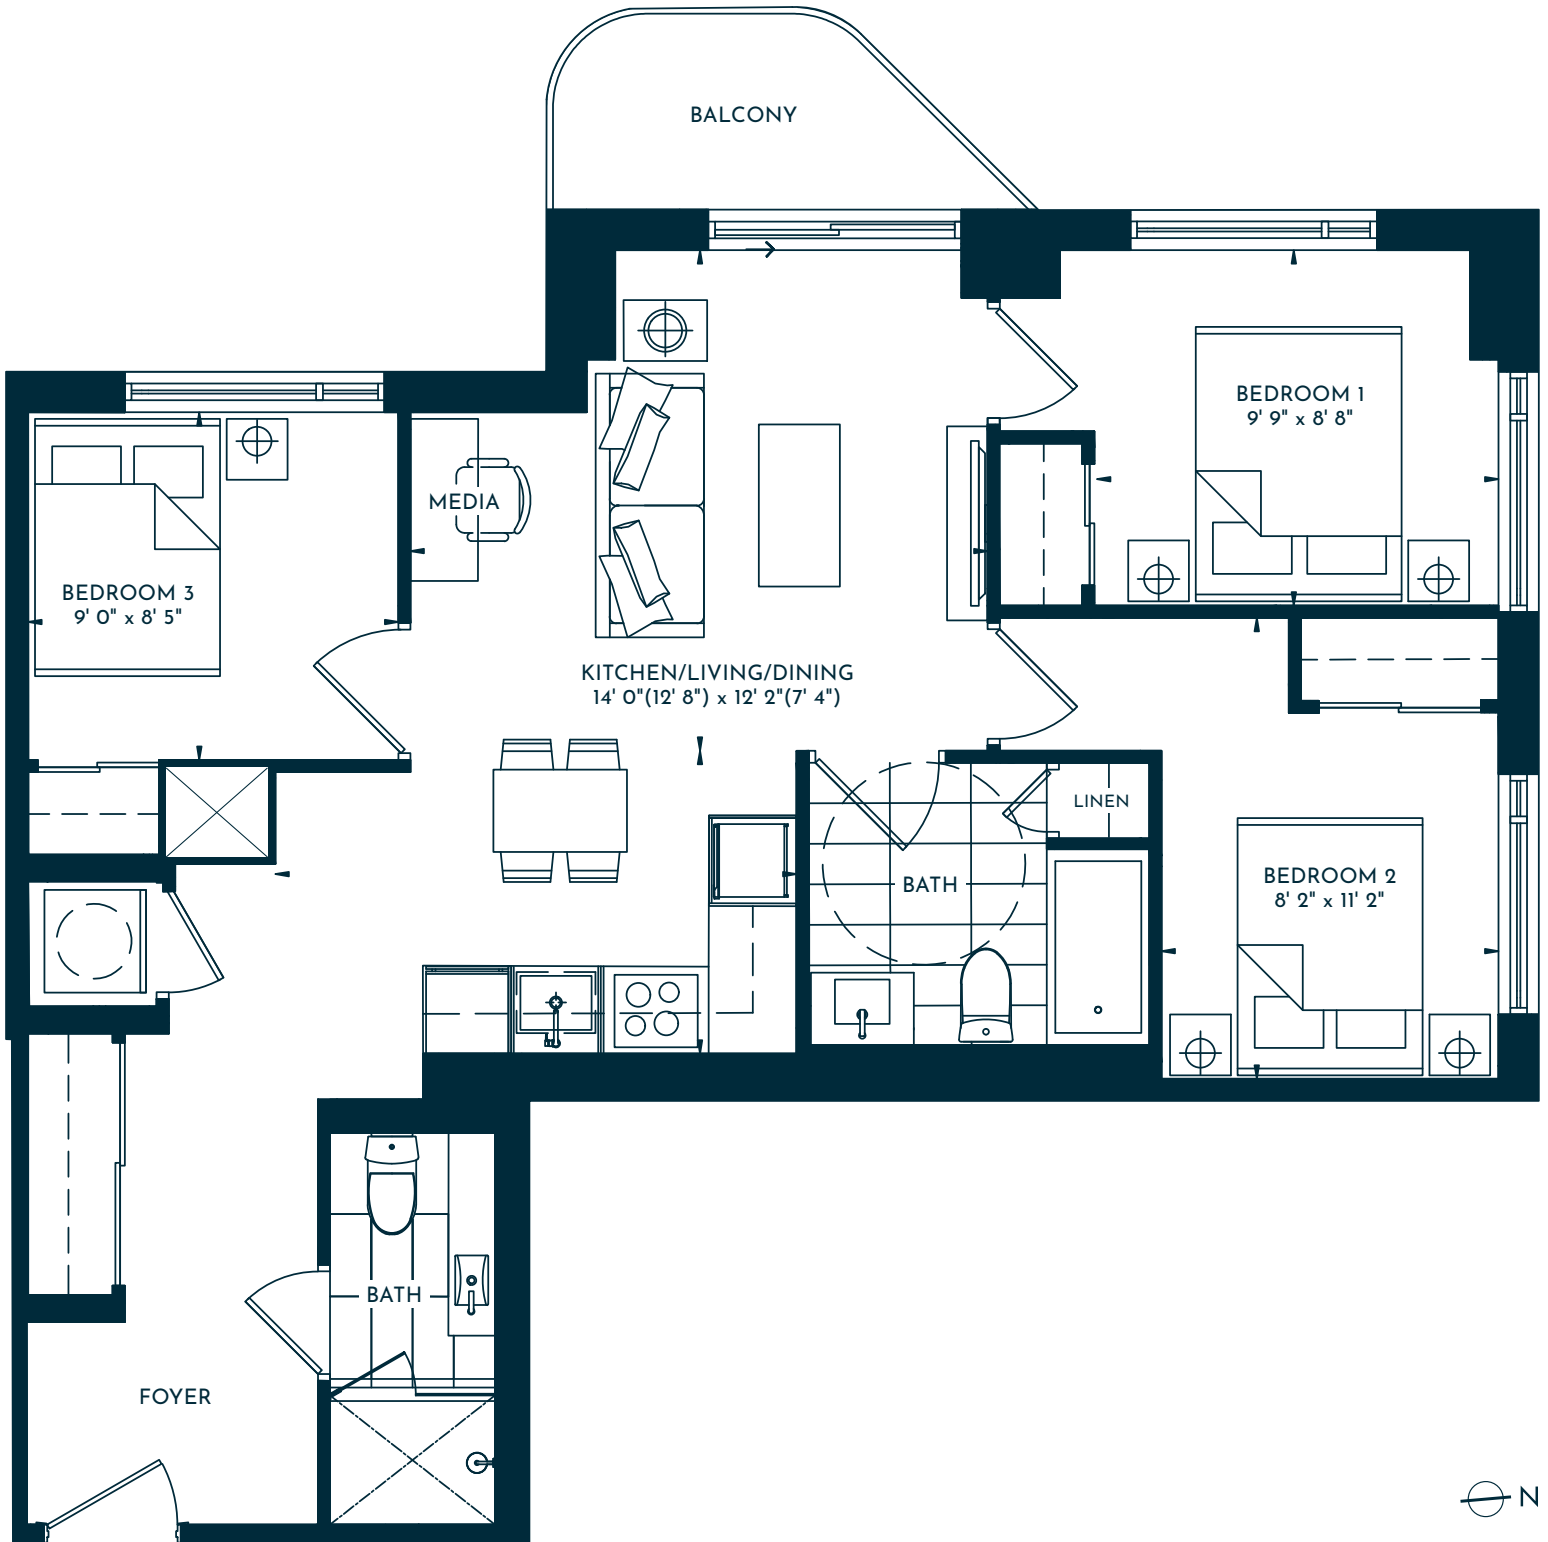 BALCONY
BEDROOM 1
9' 9" x 8' 8"
MEDIA
BEDROOM 3
9' 0" x 8' 5"
KITCHEN/LIVING/DINING
14' 0"(12' 8") x 12' 2"(7' 4")
LINEN
BATH
BEDROOM 2
8' 2" x 11' 2"
BATH
FOYER
N